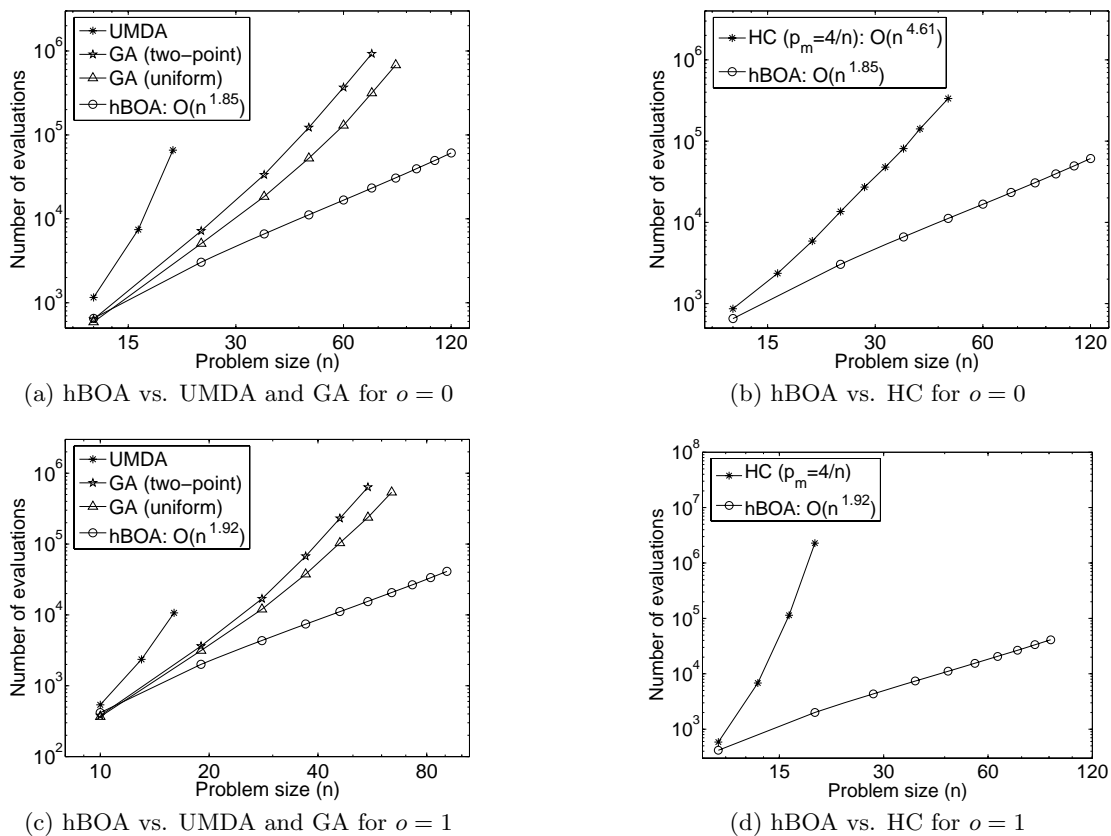 UMDA
GA (two−point)
GA (uniform)
hBOA: O(n^1.85)
10^6
10^5
10^4
10^3
Number of evaluations
15 30 60 120
Problem size (n)
(a) hBOA vs. UMDA and GA for o = 0
HC (p_m=4/n): O(n^4.61)
hBOA: O(n^1.85)
10^6
10^5
10^4
10^3
Number of evaluations
15 30 60 120
Problem size (n)
(b) hBOA vs. HC for o = 0
UMDA
GA (two−point)
GA (uniform)
hBOA: O(n^1.92)
10^6
10^5
10^4
10^3
10^2
Number of evaluations
10 20 40 80
Problem size (n)
(c) hBOA vs. UMDA and GA for o = 1
HC (p_m=4/n)
hBOA: O(n^1.92)
10^8
10^7
10^6
10^5
10^4
10^3
Number of evaluations
15 30 60 120
Problem size (n)
(d) hBOA vs. HC for o = 1